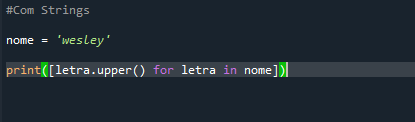 #Com Strings
nome = 'wesley'
print([letra.upper() for letra in nome])